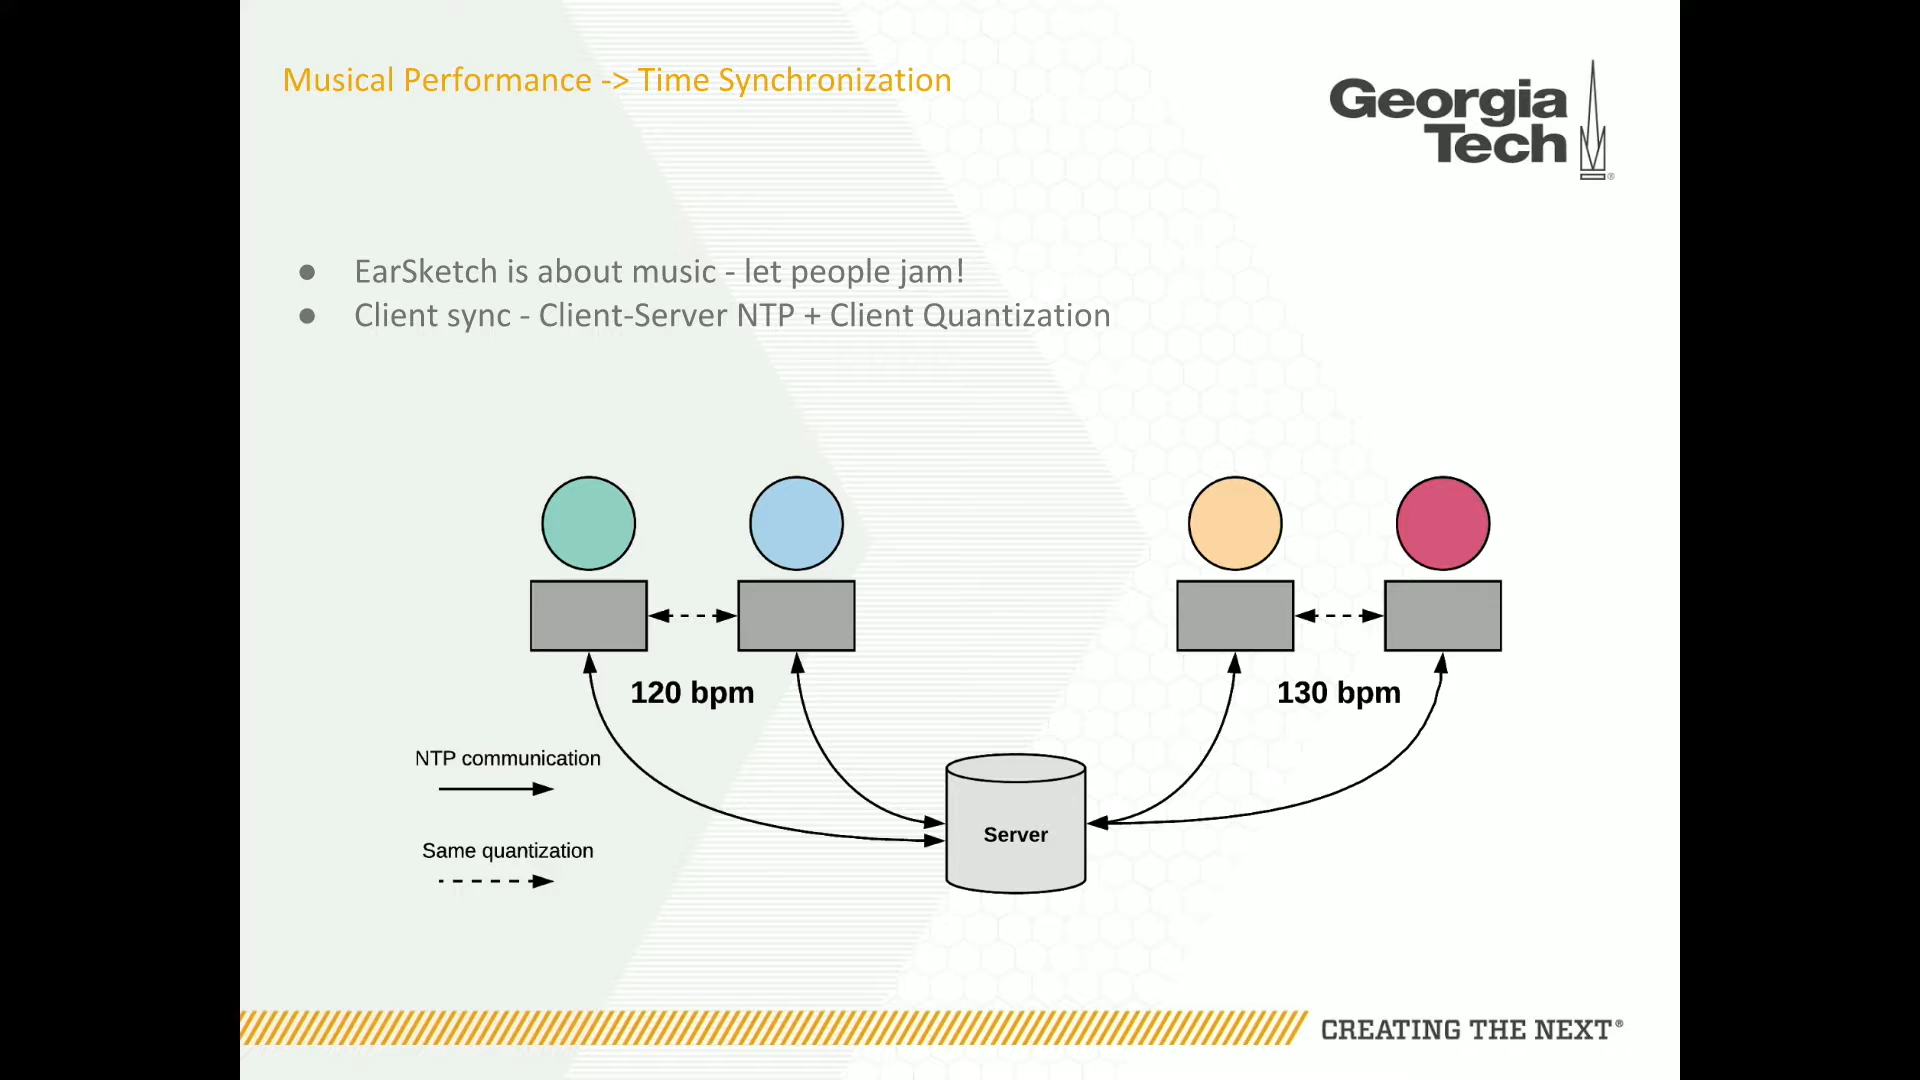 Musical Performance -> Time Synchronization
Georgia
Tech
®
● EarSketch is about music - let people jam!
● Client sync - Client-Server NTP + Client Quantization
120 bpm
130 bpm
NTP communication
Server
Same quantization
CREATING THE NEXT®